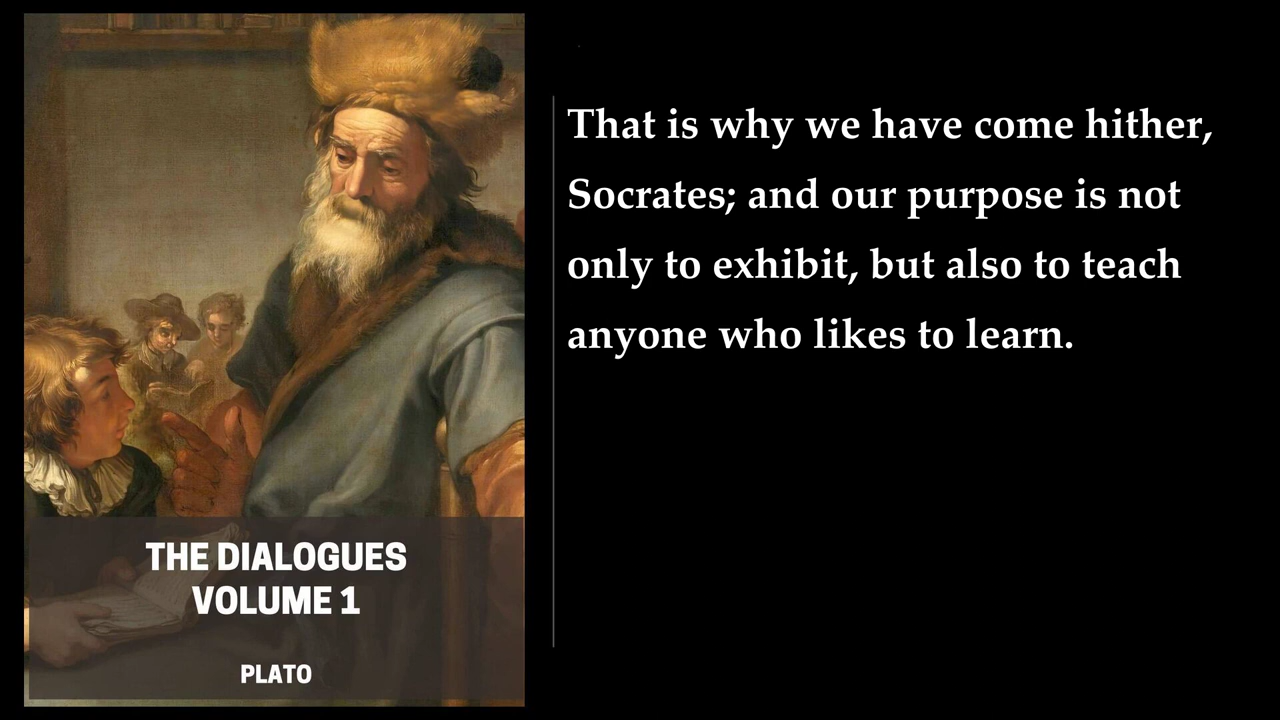 That is why we have come hither,
Socrates; and our purpose is not
only to exhibit, but also to teach
anyone who likes to learn.
THE DIALOGUES
VOLUME 1
PLATO